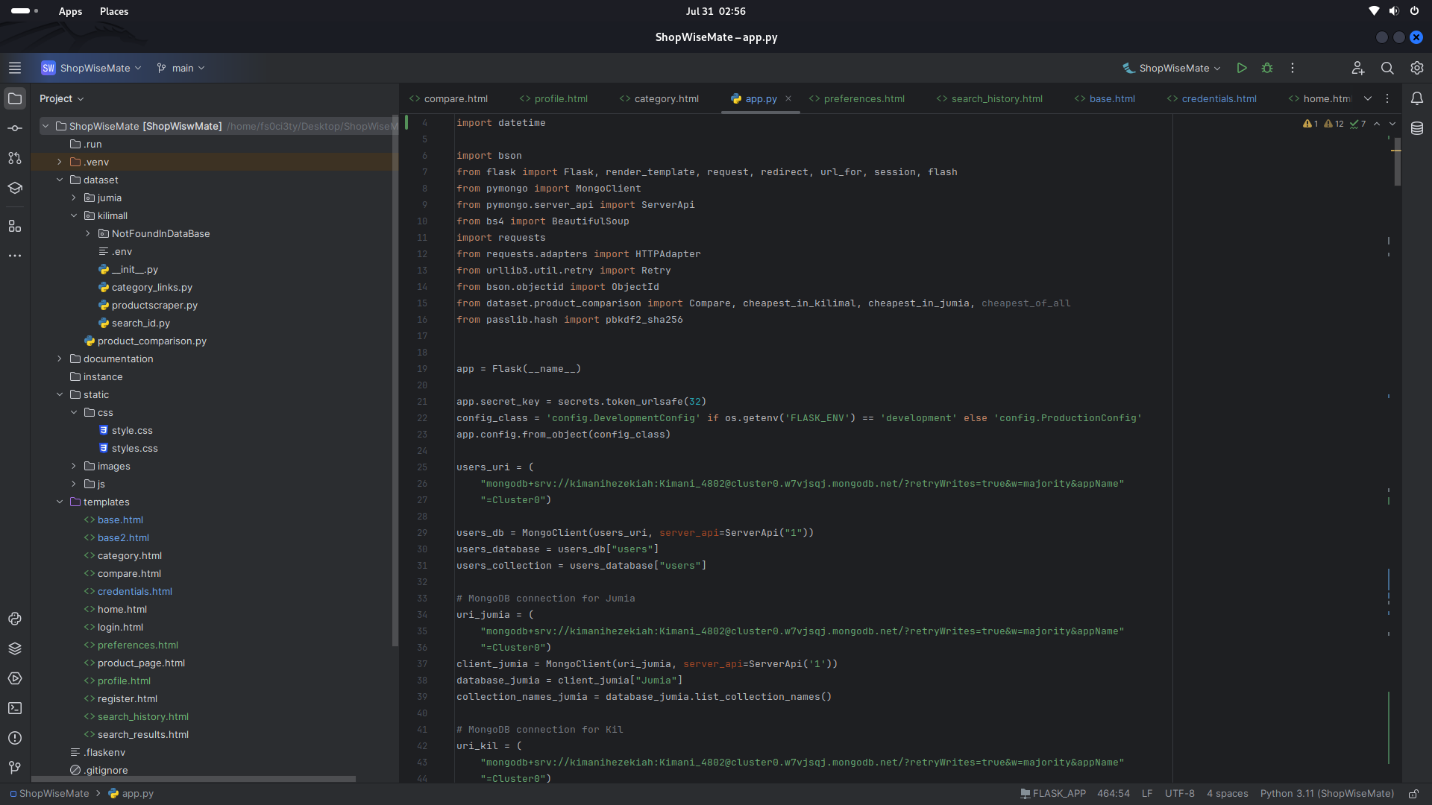 Apps Places Jul 31 02:56
ShopWiseMate – app.py
SW ShopWiseMate main ShopWiseMate
Project
ShopWiseMate [ShopWiswMate] /home/fs0ci3ty/Desktop/ShopWiseM
.run
.venv
dataset
jumia
kilimall
NotFoundInDataBase
.env
__init__.py
category_links.py
productscraper.py
search_id.py
product_comparison.py
documentation
instance
static
css
style.css
styles.css
images
js
templates
base.html
base2.html
category.html
compare.html
credentials.html
home.html
login.html
preferences.html
product_page.html
profile.html
register.html
search_history.html
search_results.html
.flaskenv
.gitignore
compare.html profile.html category.html app.py preferences.html search_history.html base.html credentials.html home.htm
1 12 7
4 import datetime
5
6 import bson
7 from flask import Flask, render_template, request, redirect, url_for, session, flash
8 from pymongo import MongoClient
9 from pymongo.server_api import ServerApi
10 from bs4 import BeautifulSoup
11 import requests
12 from requests.adapters import HTTPAdapter
13 from urllib3.util.retry import Retry
14 from bson.objectid import ObjectId
15 from dataset.product_comparison import Compare, cheapest_in_kilimal, cheapest_in_jumia, cheapest_of_all
16 from passlib.hash import pbkdf2_sha256
17
18
19 app = Flask(__name__)
20
21 app.secret_key = secrets.token_urlsafe(32)
22 config_class = 'config.DevelopmentConfig' if os.getenv('FLASK_ENV') == 'development' else 'config.ProductionConfig'
23 app.config.from_object(config_class)
24
25 users_uri = (
26 "mongodb+srv://kimanihezekiah:Kimani_4802@cluster0.w7vjsqj.mongodb.net/?retryWrites=true&w=majority&appName"
27 "=Cluster0")
28
29 users_db = MongoClient(users_uri, server_api=ServerApi("1"))
30 users_database = users_db["users"]
31 users_collection = users_database["users"]
32
33 # MongoDB connection for Jumia
34 uri_jumia = (
35 "mongodb+srv://kimanihezekiah:Kimani_4802@cluster0.w7vjsqj.mongodb.net/?retryWrites=true&w=majority&appName"
36 "=Cluster0")
37 client_jumia = MongoClient(uri_jumia, server_api=ServerApi('1'))
38 database_jumia = client_jumia["Jumia"]
39 collection_names_jumia = database_jumia.list_collection_names()
40
41 # MongoDB connection for Kil
42 uri_kil = (
43 "mongodb+srv://kimanihezekiah:Kimani_4802@cluster0.w7vjsqj.mongodb.net/?retryWrites=true&w=majority&appName"
44 "=Cluster0")
ShopWiseMate > app.py FLASK_APP 464:54 LF UTF-8 4 spaces Python 3.11 (ShopWiseMate)